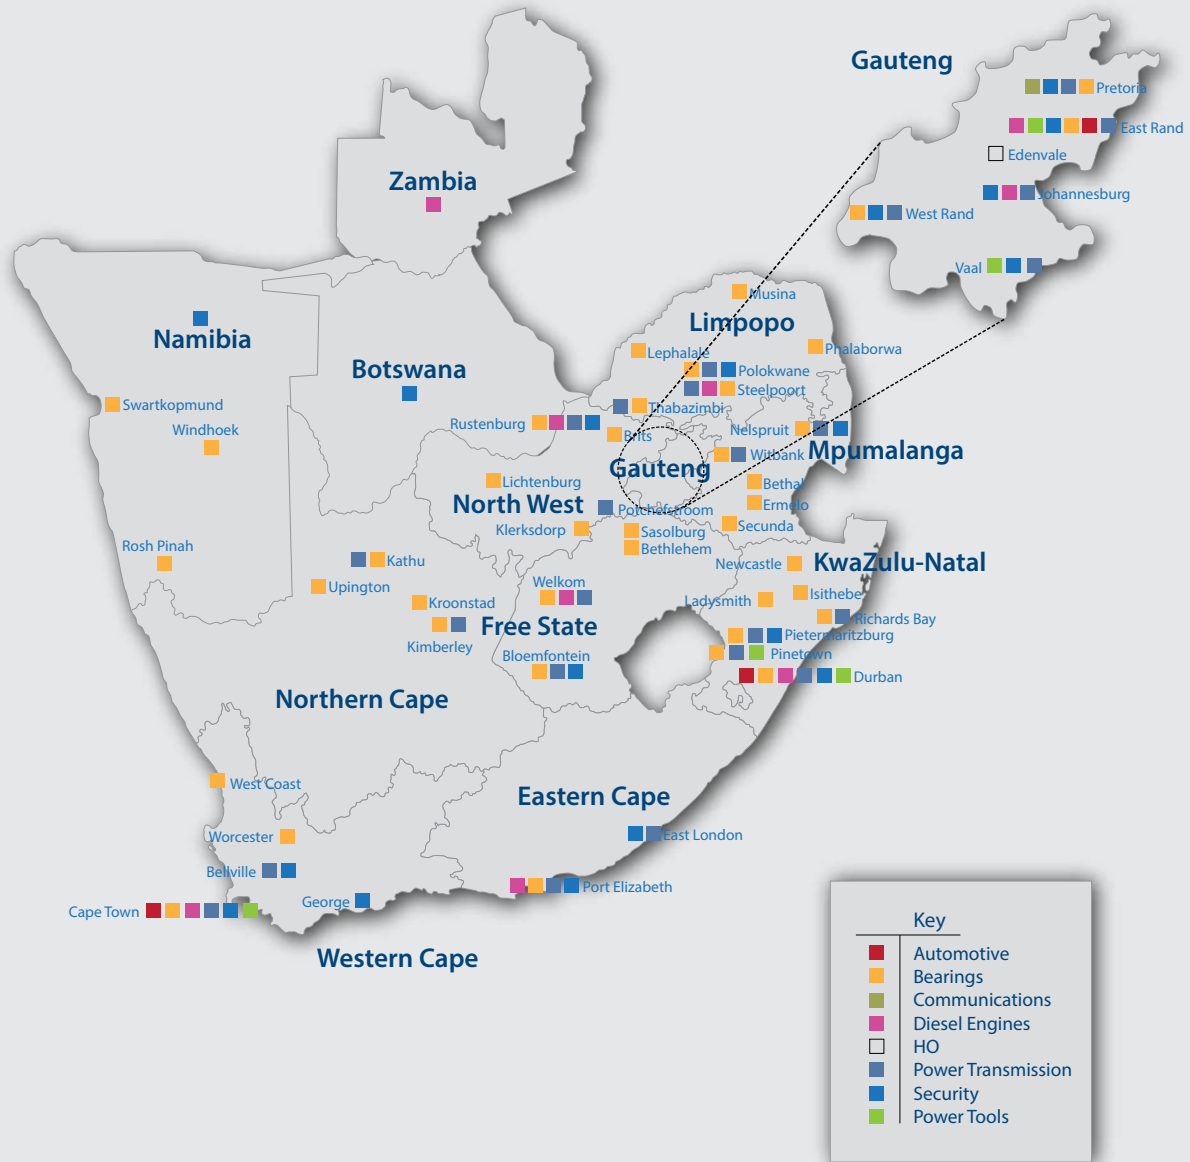 Gauteng
Pretoria
East Rand
Edenvale
Johannesburg
West Rand
Vaal
Zambia
Musina
Limpopo
Namibia
Lephalale
Phalaborwa
Botswana
Polokwane
Steelpoort
Swartkopmund
Thabazimbi
Rustenburg
Brits
Nelspruit
Windhoek
Mpumalanga
Witbank
Gauteng
Lichtenburg
Bethal
North West
Ermelo
Potchefstroom
Klerksdorp
Secunda
Sasolburg
Rosh Pinah
Bethlehem
Kathu
Newcastle
KwaZulu-Natal
Upington
Welkom
Isithebe
Kroonstad
Ladysmith
Richards Bay
Free State
Kimberley
Pietermaritzburg
Bloemfontein
Pinetown
Durban
Northern Cape
West Coast
Eastern Cape
Worcester
East London
Bellville
Port Elizabeth
George
Cape Town
Western Cape
Key
Automotive
Bearings
Communications
Diesel Engines
HO
Power Transmission
Security
Power Tools